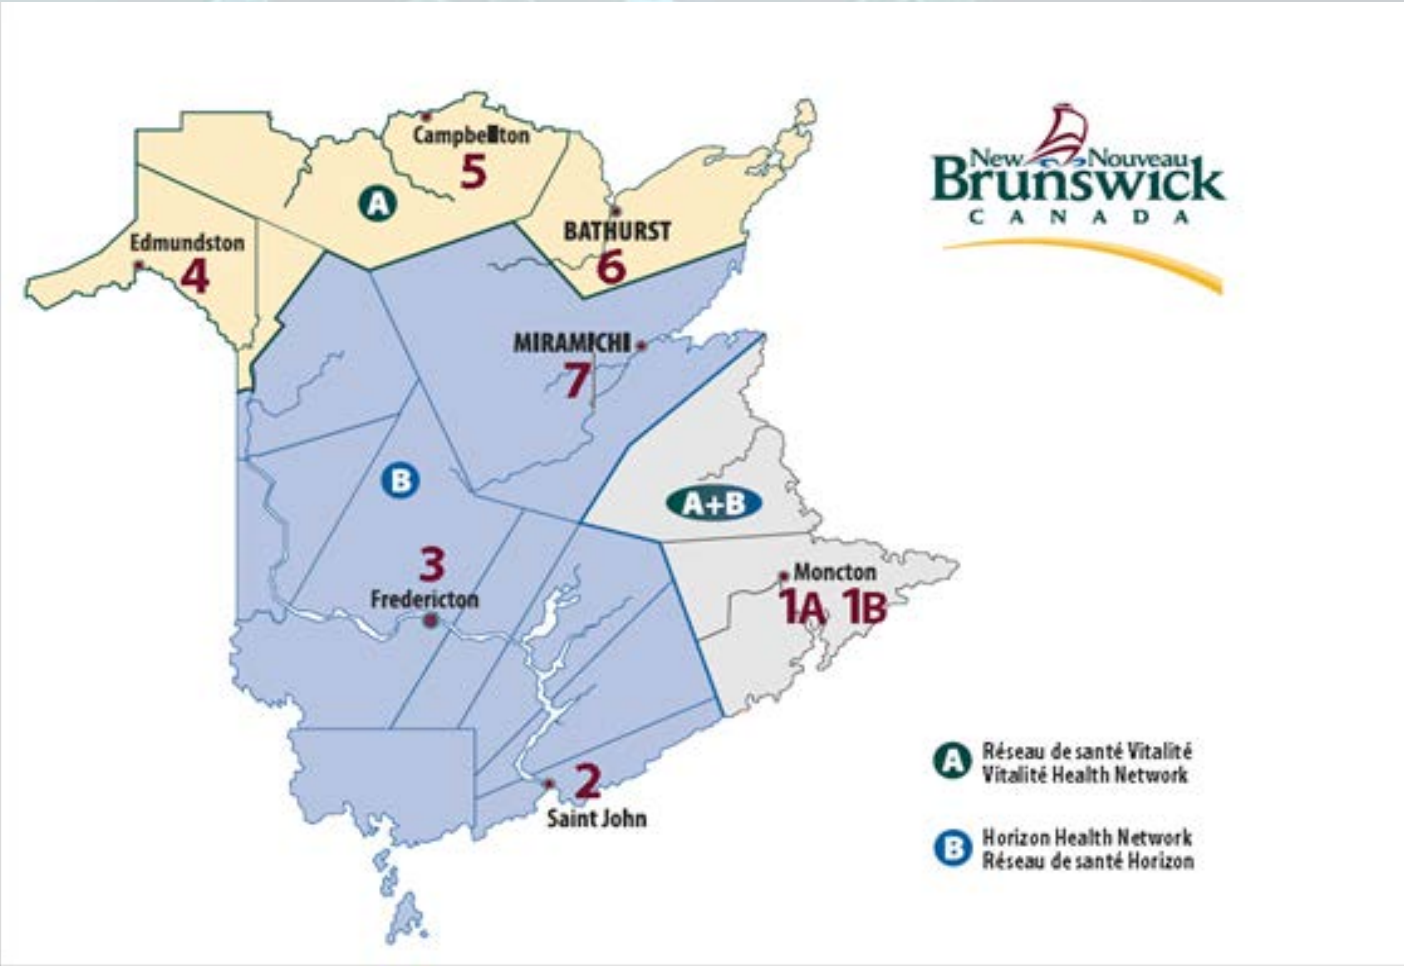 Campbellton
5
A
New Nouveau
Brunswick
CANADA
BATHURST
6
Edmundston
4
MIRAMICHI
7
B
A+B
3
Fredericton
Moncton
1A 1B
2
Saint John
A
Réseau de santé Vitalité
Vitalité Health Network
B
Horizon Health Network
Réseau de santé Horizon